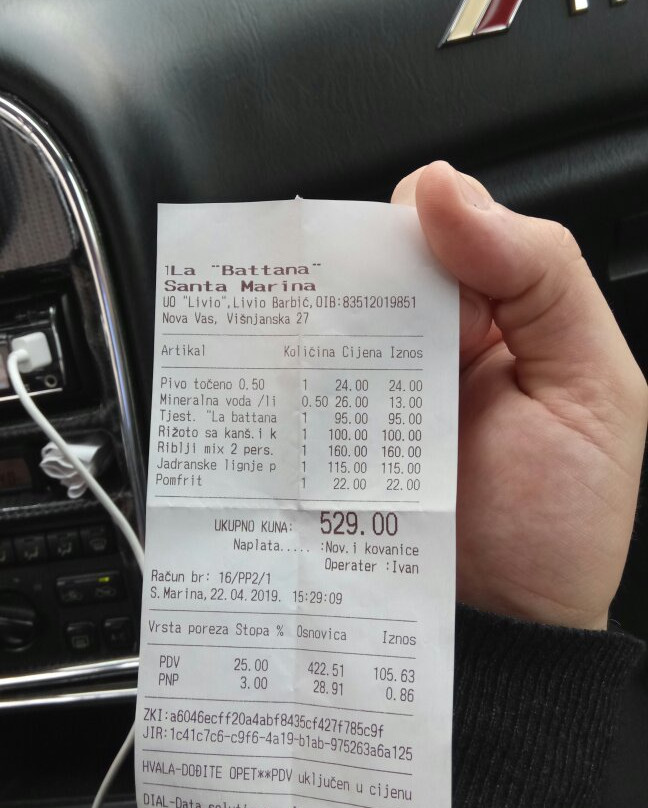 1La "Battana"
Santa Marina
UO "Livio",Livio Barbić,OIB:83512019851
Nova Vas, Višnjanska 27
Artikal Količina Cijena Iznos
Pivo točeno 0.50 1 24.00 24.00
Mineralna voda /li 0.50 26.00 13.00
Tjest. "La battana 1 95.00 95.00
Rižoto sa kanš.i k 1 100.00 100.00
Riblji mix 2 pers. 1 160.00 160.00
Jadranske lignje p 1 115.00 115.00
Pomfrit 1 22.00 22.00
UKUPNO KUNA: 529.00
Naplata..... :Nov.i kovanice
Operater :Ivan
Račun br: 16/PP2/1
S.Marina,22.04.2019. 15:29:09
Vrsta poreza Stopa % Osnovica Iznos
PDV 25.00 422.51 105.63
PNP 3.00 28.91 0.86
ZKI:a6046ecff20a4abf8435cf427f785c9f
JIR:1c41c7c6-c9f6-4a19-b1ab-975263a6a125
HVALA-DOĐITE OPET**PDV uključen u cijenu
DIAL-Data